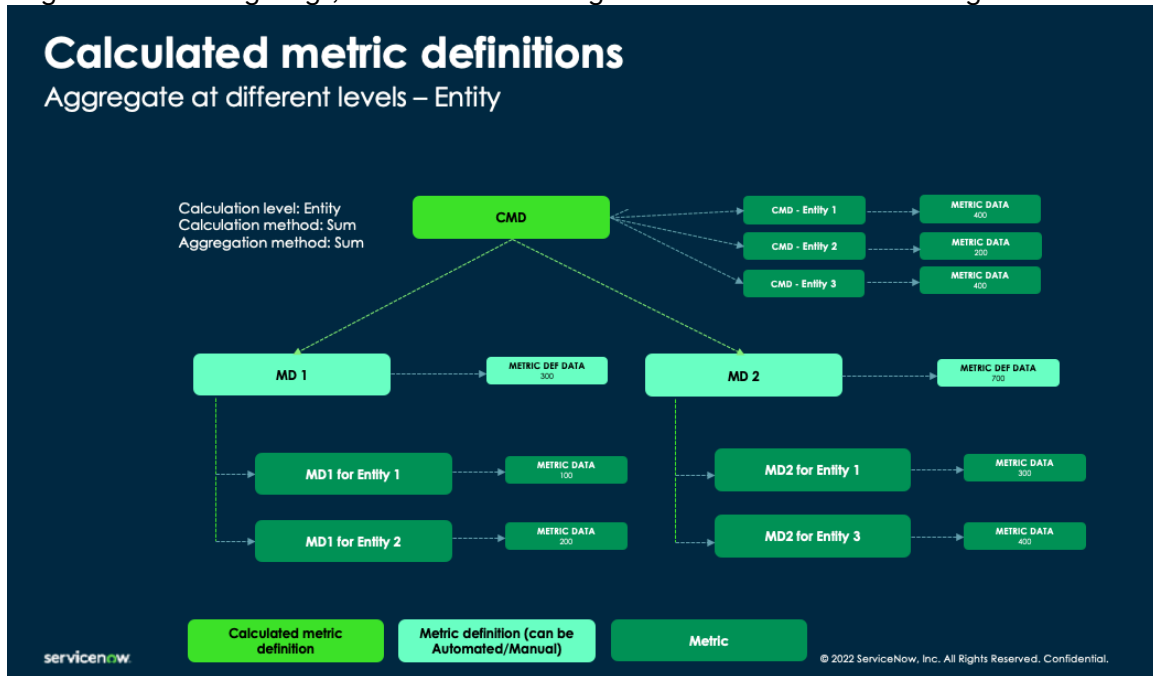 Calculated metric definitions
Aggregate at different levels – Entity
Calculation level: Entity
Calculation method: Sum
Aggregation method: Sum
CMD
CMD - Entity 1
METRIC DATA
400
CMD - Entity 2
METRIC DATA
200
CMD - Entity 3
METRIC DATA
400
MD 1
METRIC DEF DATA
300
MD 2
METRIC DEF DATA
700
MD1 for Entity 1
METRIC DATA
100
MD2 for Entity 1
METRIC DATA
300
MD1 for Entity 2
METRIC DATA
200
MD2 for Entity 3
METRIC DATA
400
Calculated metric
definition
Metric definition (can be
Automated/Manual)
Metric
servicenow
© 2022 ServiceNow, Inc. All Rights Reserved. Confidential.